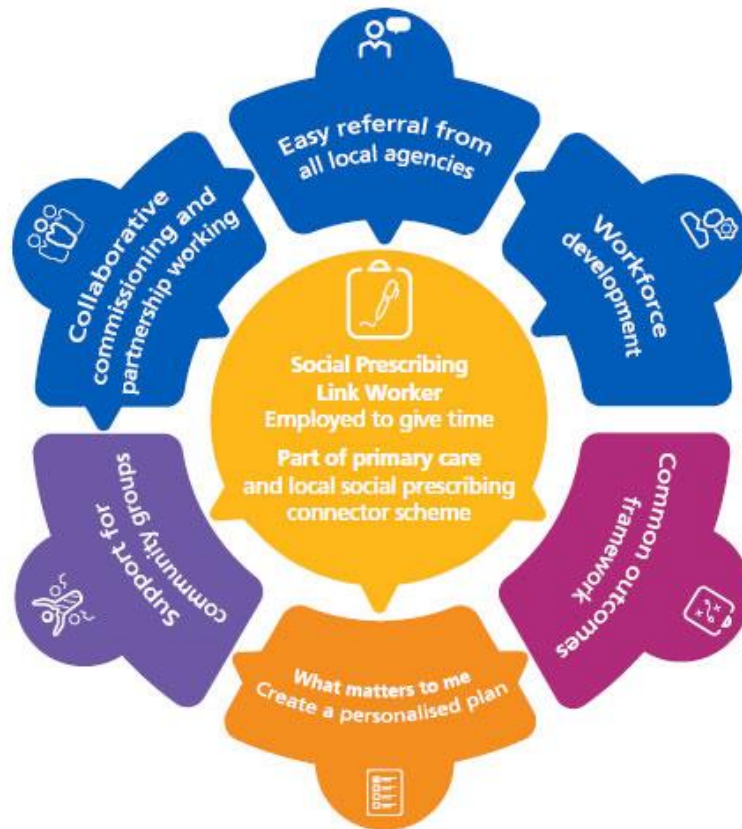 Easy referral from
all local agencies
Workforce
development
Common outcomes
framework
What matters to me
Create a personalised plan
Support for
community groups
Collaborative
commissioning and
partnership working
Social Prescribing
Link Worker
Employed to give time
Part of primary care
and local social prescribing
connector scheme